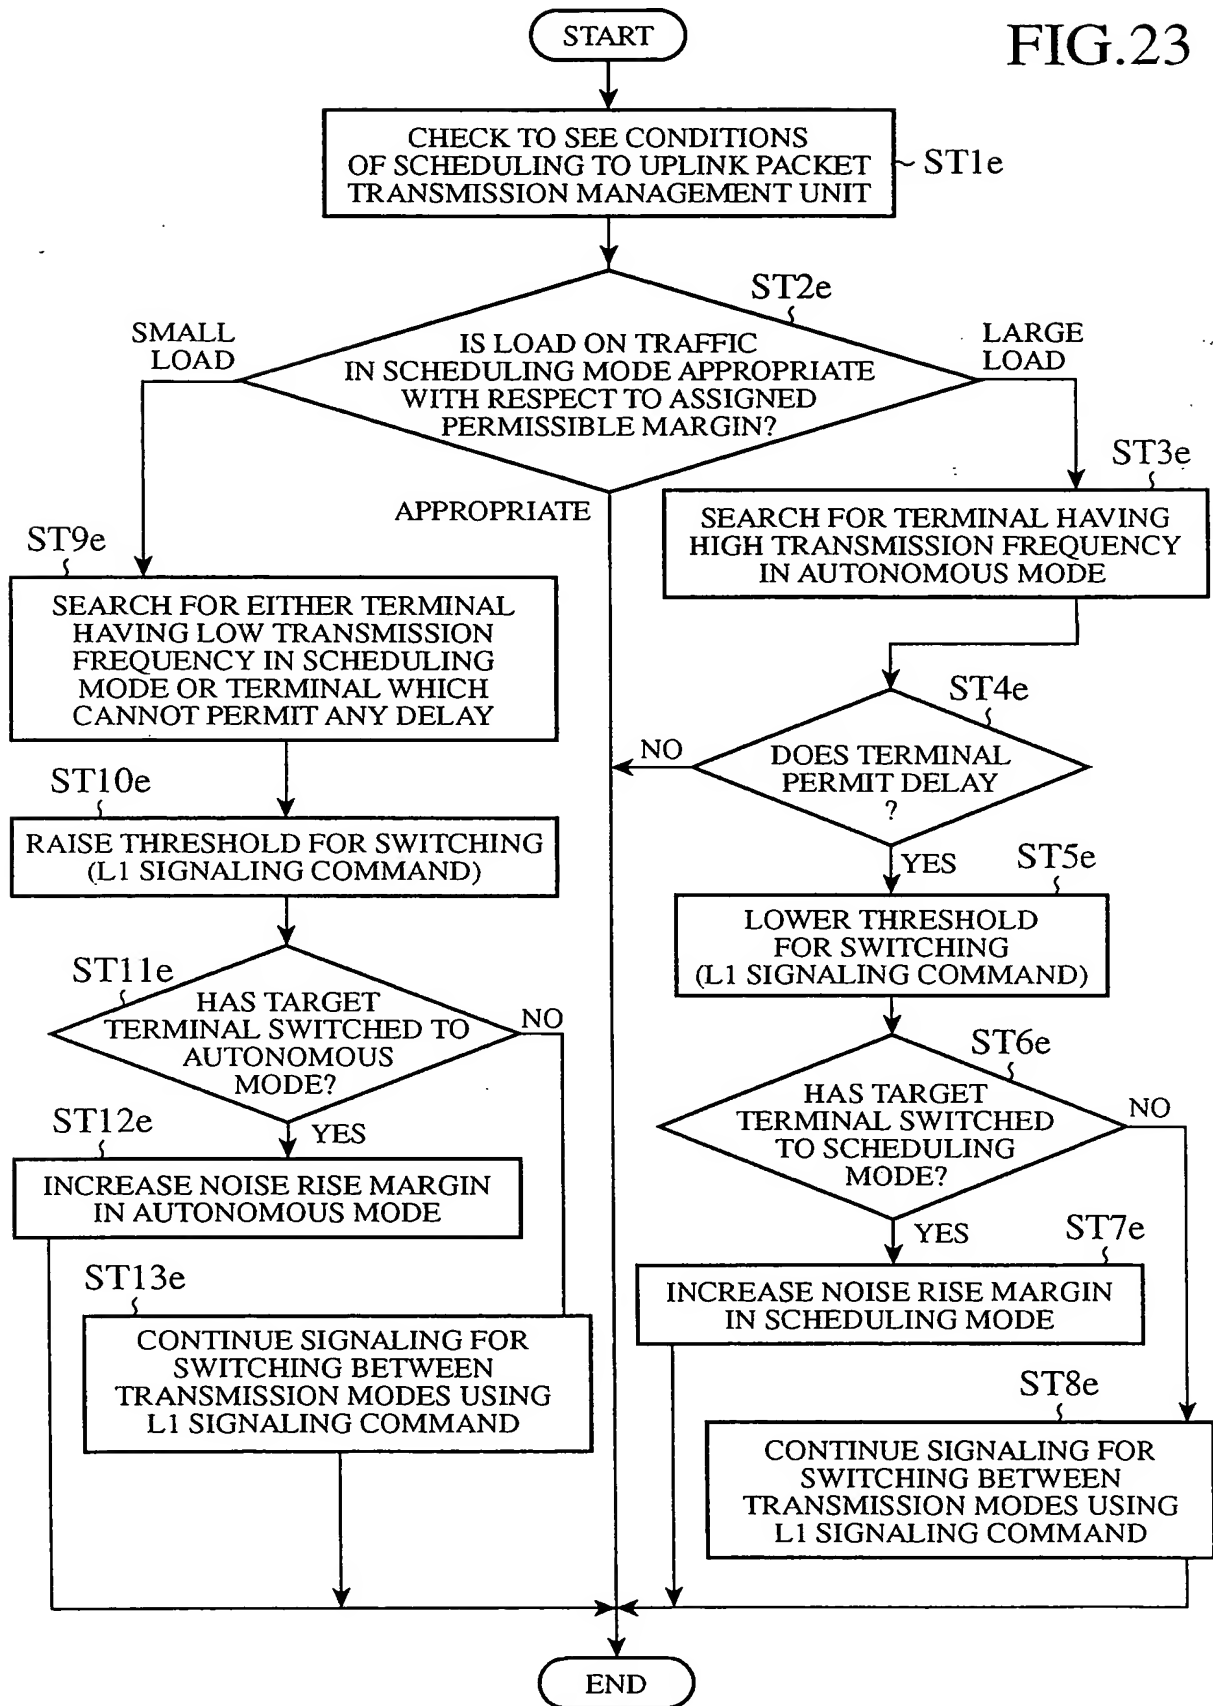 START
FIG.23
CHECK TO SEE CONDITIONS
OF SCHEDULING TO UPLINK PACKET
TRANSMISSION MANAGEMENT UNIT
ST1e
ST2e
SMALL
LOAD
IS LOAD ON TRAFFIC
IN SCHEDULING MODE APPROPRIATE
WITH RESPECT TO ASSIGNED
PERMISSIBLE MARGIN?
LARGE
LOAD
APPROPRIATE
ST3e
SEARCH FOR TERMINAL HAVING
HIGH TRANSMISSION FREQUENCY
IN AUTONOMOUS MODE
ST9e
SEARCH FOR EITHER TERMINAL
HAVING LOW TRANSMISSION
FREQUENCY IN SCHEDULING
MODE OR TERMINAL WHICH
CANNOT PERMIT ANY DELAY
ST4e
NO
DOES TERMINAL
PERMIT DELAY
?
YES
ST10e
RAISE THRESHOLD FOR SWITCHING
(L1 SIGNALING COMMAND)
ST5e
LOWER THRESHOLD
FOR SWITCHING
(L1 SIGNALING COMMAND)
ST11e
HAS TARGET
TERMINAL SWITCHED TO
AUTONOMOUS
MODE?
NO
YES
ST6e
HAS TARGET
TERMINAL SWITCHED
TO SCHEDULING
MODE?
NO
YES
ST12e
INCREASE NOISE RISE MARGIN
IN AUTONOMOUS MODE
ST7e
INCREASE NOISE RISE MARGIN
IN SCHEDULING MODE
ST13e
CONTINUE SIGNALING FOR
SWITCHING BETWEEN
TRANSMISSION MODES USING
L1 SIGNALING COMMAND
ST8e
CONTINUE SIGNALING FOR
SWITCHING BETWEEN
TRANSMISSION MODES USING
L1 SIGNALING COMMAND
END